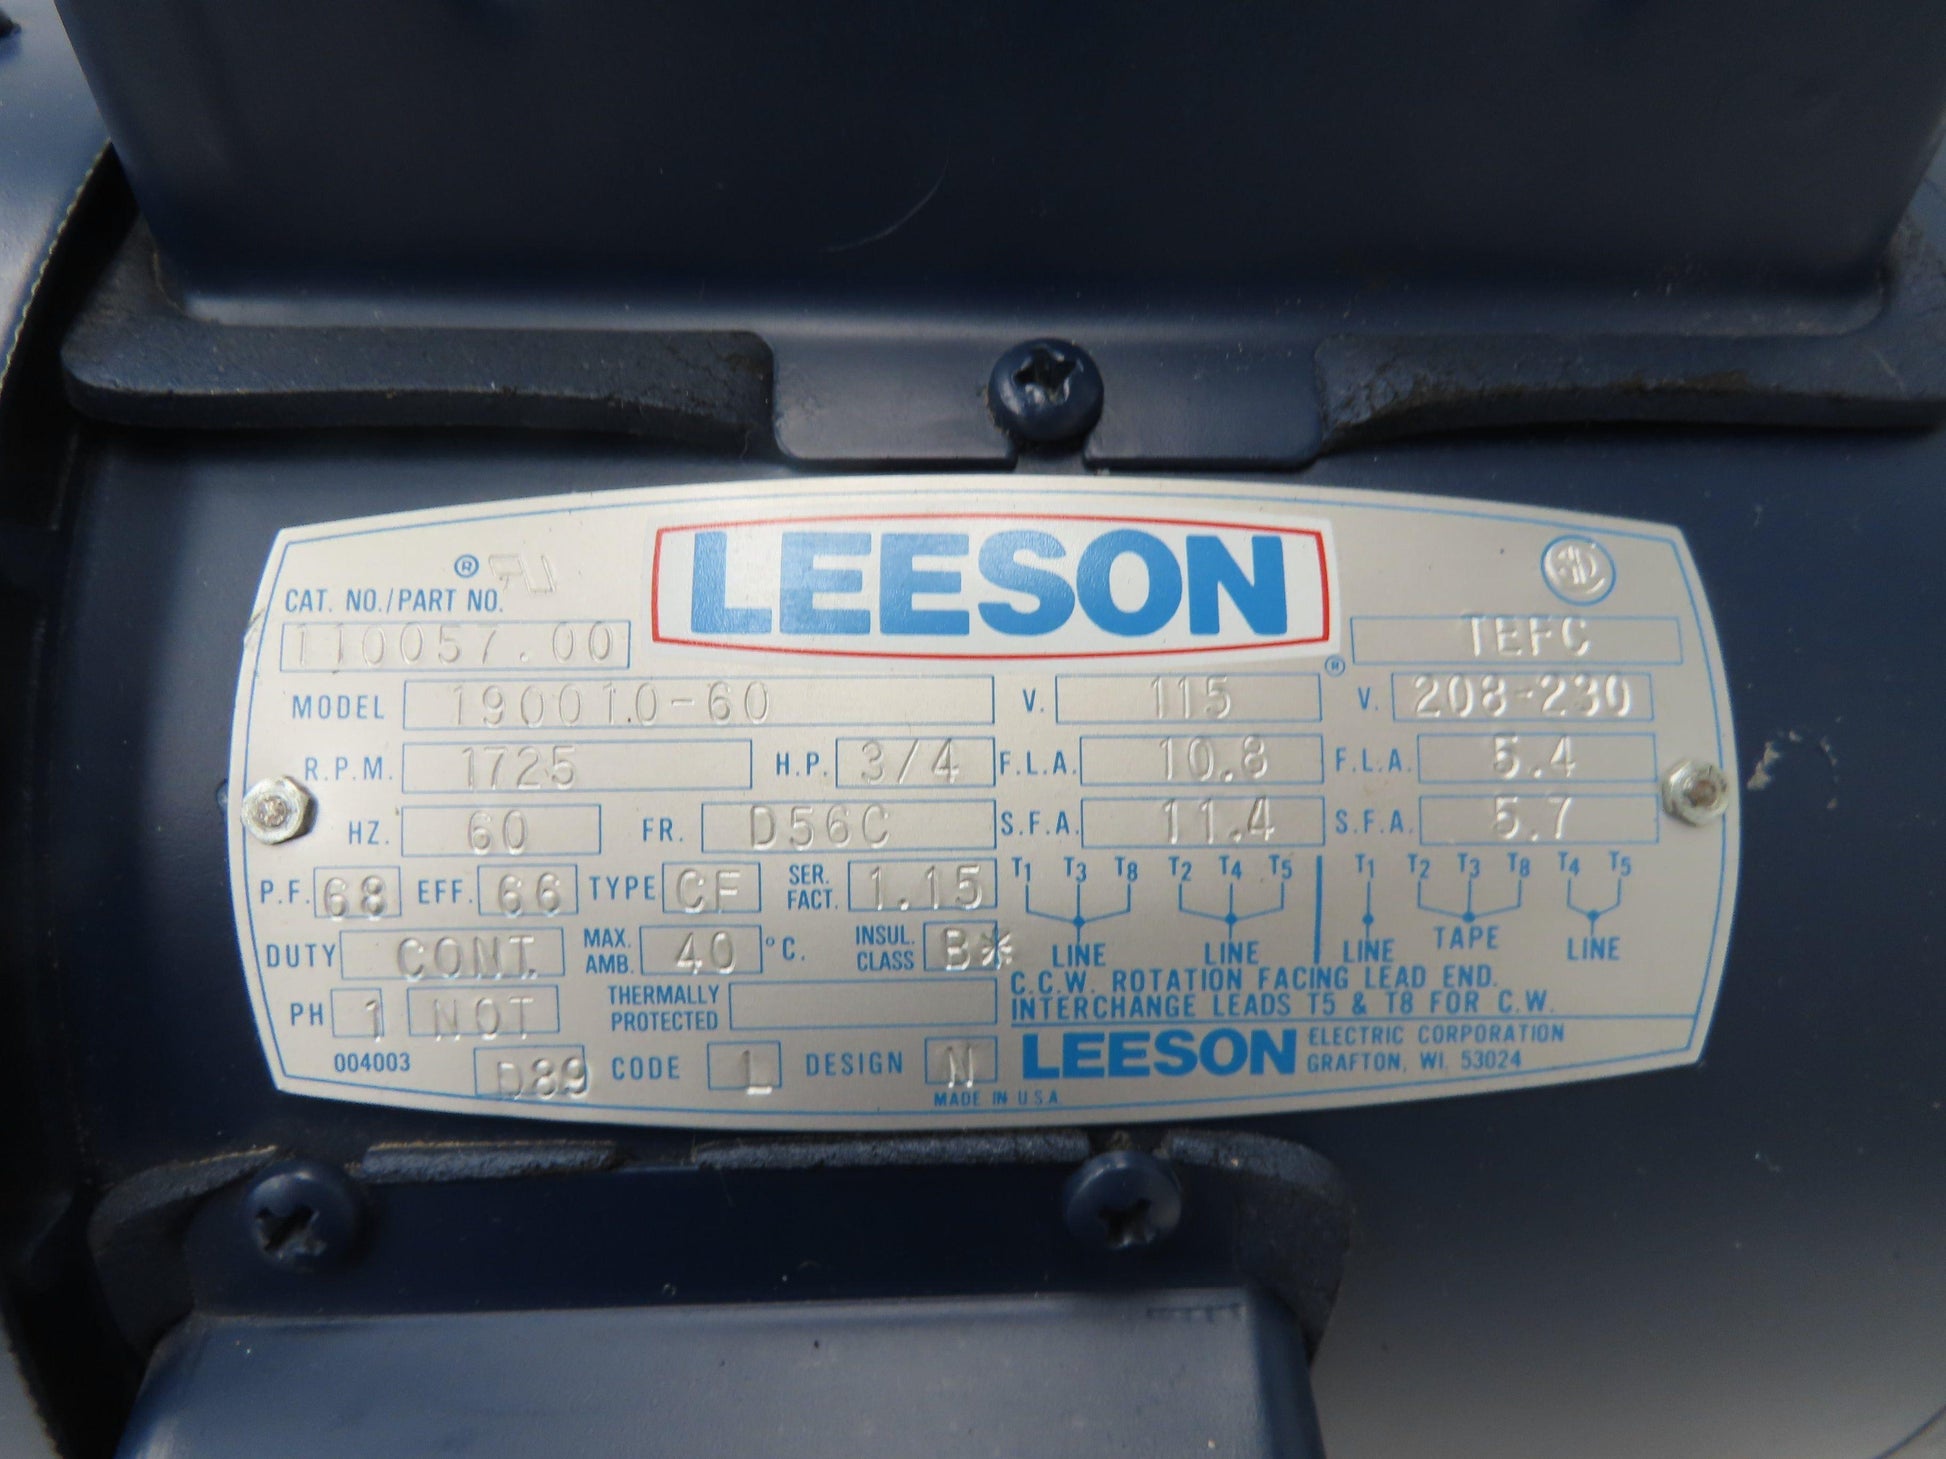 LEESON
®
CAT. NO./PART NO.
110057.00 TEFC
®
MODEL 190010-60 V. 115 V. 208-230
R.P.M. 1725 H.P. 3/4 F.L.A. 10.8 F.L.A. 5.4
HZ. 60 FR. D56C S.F.A. 11.4 S.F.A. 5.7
P.F. 68 EFF. 66 TYPE CF SER. FACT. 1.15
T1 T3 T8 T2 T4 T5 T1 T2 T3 T8 T4 T5
LINE LINE LINE TAPE LINE
DUTY CONT. MAX. AMB. 40 °C. INSUL. CLASS B*
C.C.W. ROTATION FACING LEAD END.
INTERCHANGE LEADS T5 & T8 FOR C.W.
PH 1 NOT THERMALLY PROTECTED
004003 D89 CODE L DESIGN N
LEESON ELECTRIC CORPORATION
GRAFTON, WI. 53024
MADE IN U.S.A.